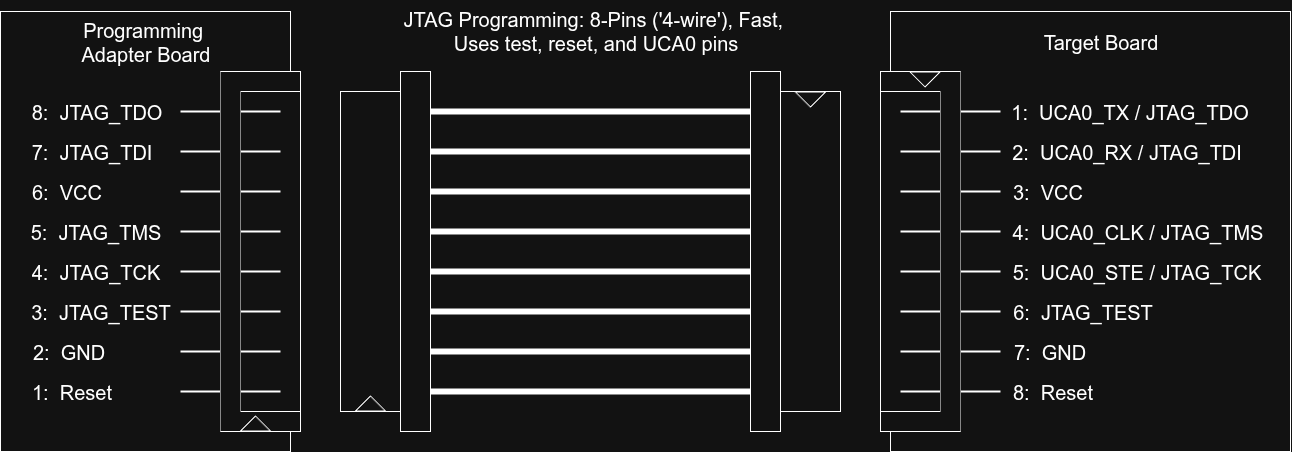 Programming
Adapter Board
JTAG Programming: 8-Pins ('4-wire'), Fast,
Uses test, reset, and UCA0 pins
Target Board
8: JTAG_TDO
7: JTAG_TDI
6: VCC
5: JTAG_TMS
4: JTAG_TCK
3: JTAG_TEST
2: GND
1: Reset
1: UCA0_TX / JTAG_TDO
2: UCA0_RX / JTAG_TDI
3: VCC
4: UCA0_CLK / JTAG_TMS
5: UCA0_STE / JTAG_TCK
6: JTAG_TEST
7: GND
8: Reset